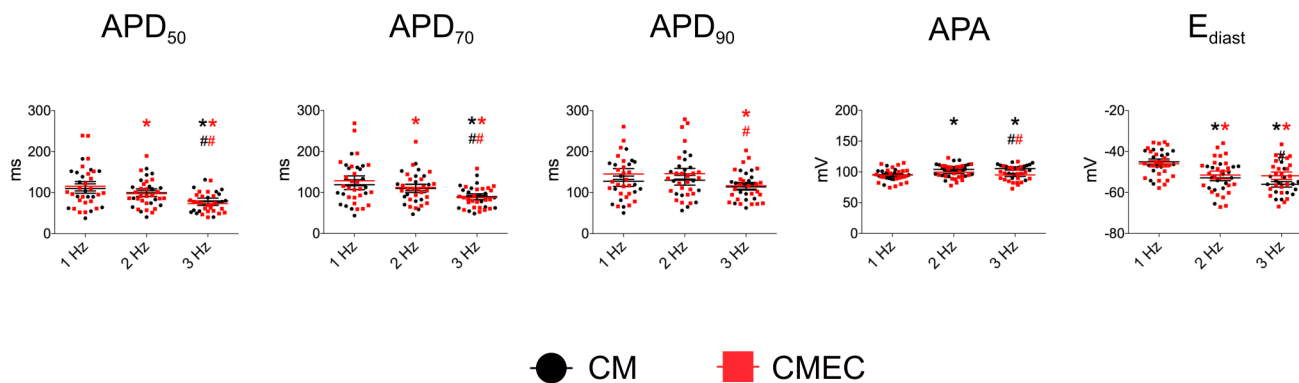 APD50
APD70
APD90
APA
Ediast
300
200
100
0
ms
*
**
##
1 Hz
2 Hz
3 Hz
300
200
100
0
ms
*
**
##
1 Hz
2 Hz
3 Hz
300
200
100
0
ms
*
#
1 Hz
2 Hz
3 Hz
200
150
100
50
0
mV
*
*
##
1 Hz
2 Hz
3 Hz
-20
-40
-60
-80
mV
**
**
#
1 Hz
2 Hz
3 Hz
CM
CMEC